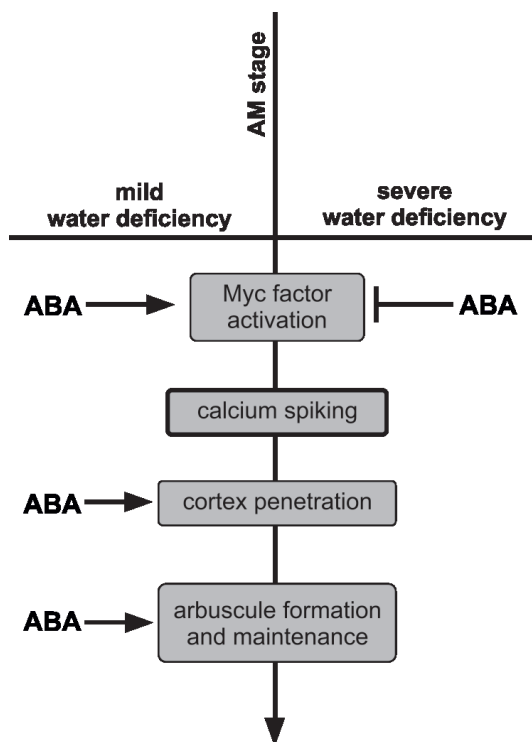 AM stage
mild
water deficiency
severe
water deficiency
ABA
Myc factor
activation
ABA
calcium spiking
ABA
cortex penetration
ABA
arbuscule formation
and maintenance